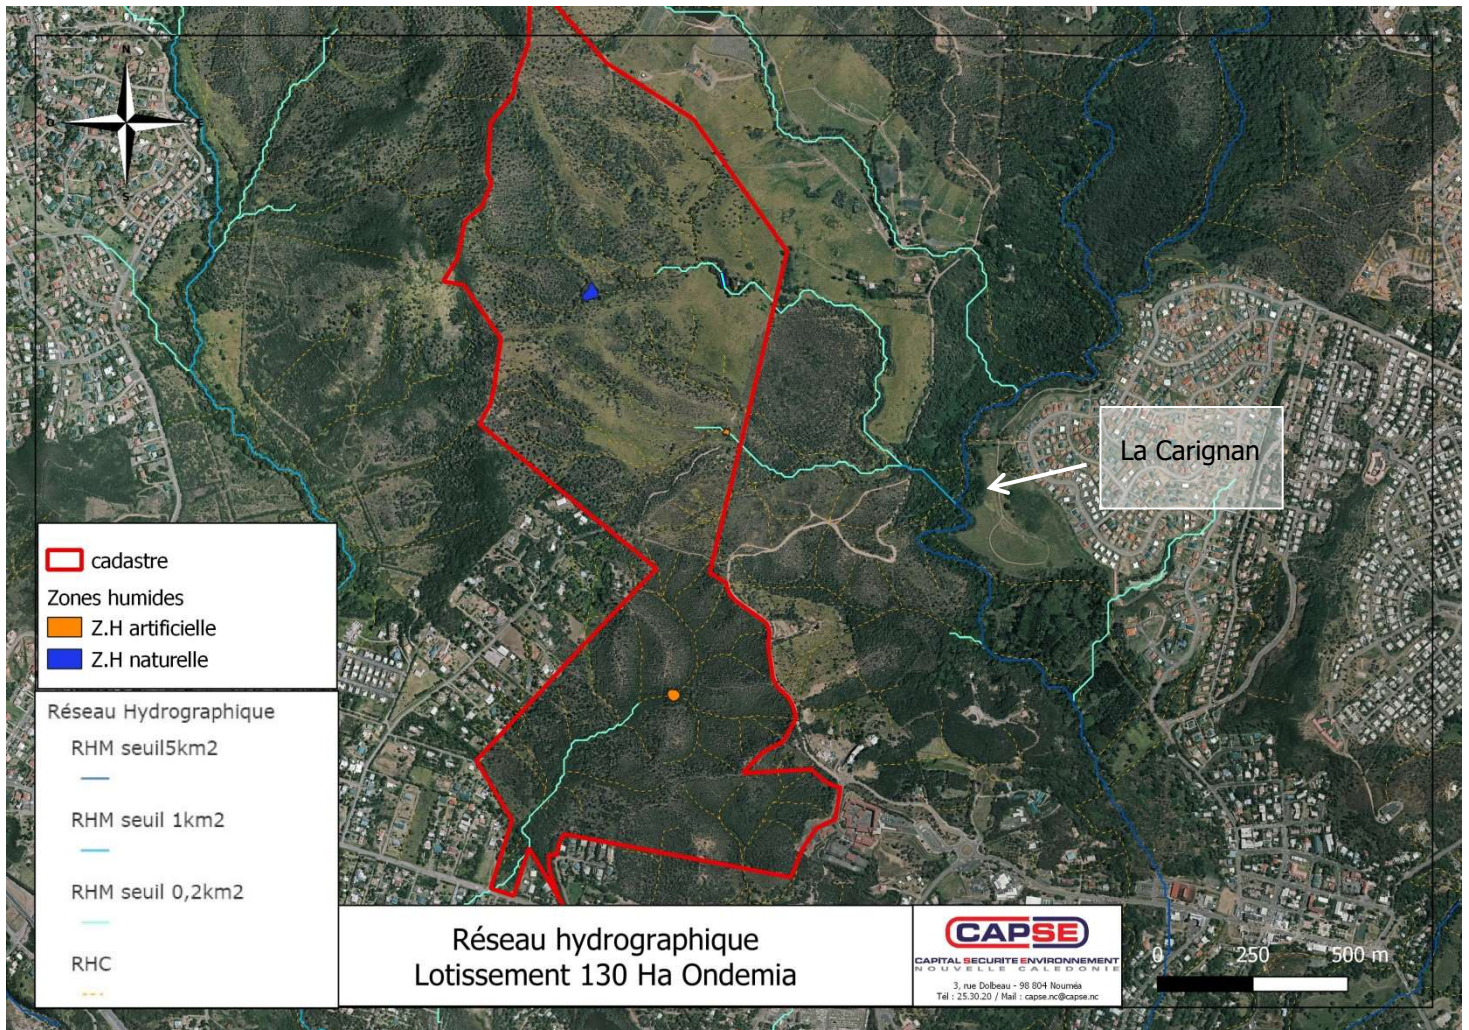 N
La Carignan
cadastre
Zones humides
Z.H artificielle
Z.H naturelle
Réseau Hydrographique
RHM seuil5km2
RHM seuil 1km2
RHM seuil 0,2km2
RHC
Réseau hydrographique
Lotissement 130 Ha Ondemia
CAPSE
CAPITAL SECURITE ENVIRONNEMENT
NOUVELLE CALEDONIE
3, rue Dolbeau - 98 804 Nouméa
Tél : 25.30.20 / Mail : capse.nc@capse.nc
0 250 500 m